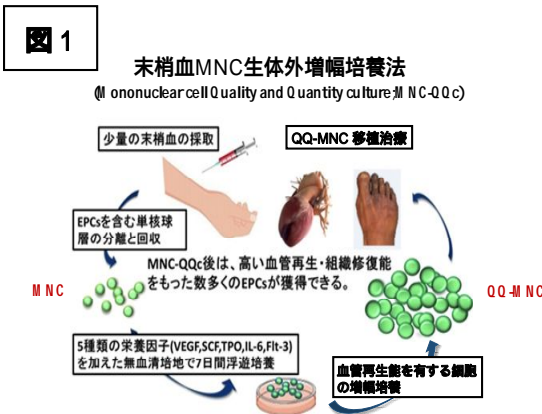 図1
末梢血MNC生体外増幅培養法
(Mononuclear cell Quality and Quantity culture;MNC-QQc)
少量の末梢血の採取
QQ-MNC 移植治療
EPCsを含む単核球
層の分離と回収
MNC-QQc後は、高い血管再生・組織修復能
をもった数多くのEPCsが獲得できる。
MNC
QQ-MNC
5種類の栄養因子(VEGF,SCF,TPO,IL-6,Flt-3)
を加えた無血清培地で7日間浮遊培養
血管再生能を有する細胞
の増幅培養